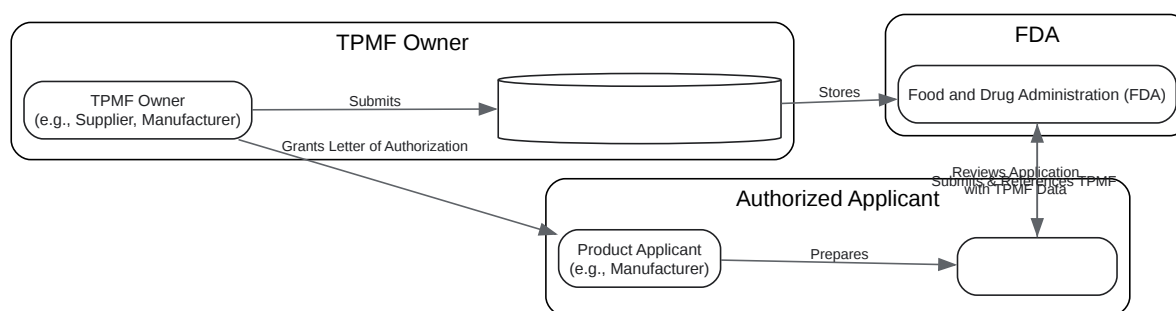 TPMF Owner
FDA
TPMF Owner
(e.g., Supplier, Manufacturer)
Submits
Stores
Food and Drug Administration (FDA)
Grants Letter of Authorization
Reviews Application
with TPMF Data
Submits & References TPMF
Authorized Applicant
Product Applicant
(e.g., Manufacturer)
Prepares